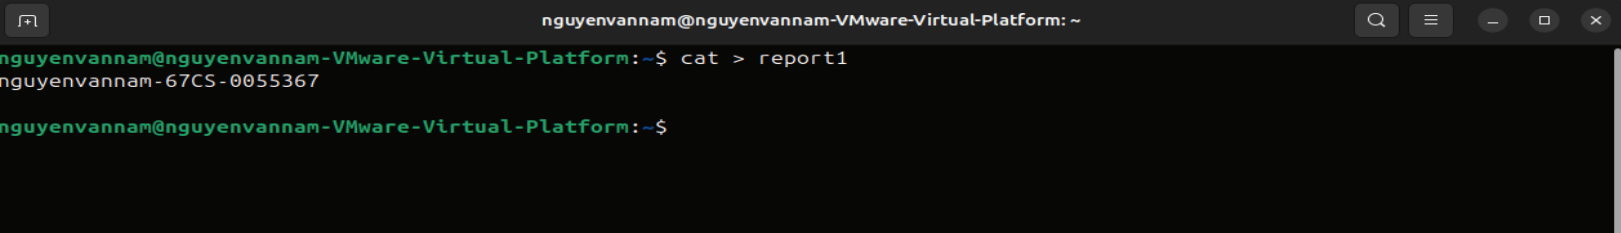 nguyenvannam@nguyenvannam-VMware-Virtual-Platform: ~
nguyenvannam@nguyenvannam-VMware-Virtual-Platform:~$ cat > report1
nguyenvannam-67CS-0055367
nguyenvannam@nguyenvannam-VMware-Virtual-Platform:~$